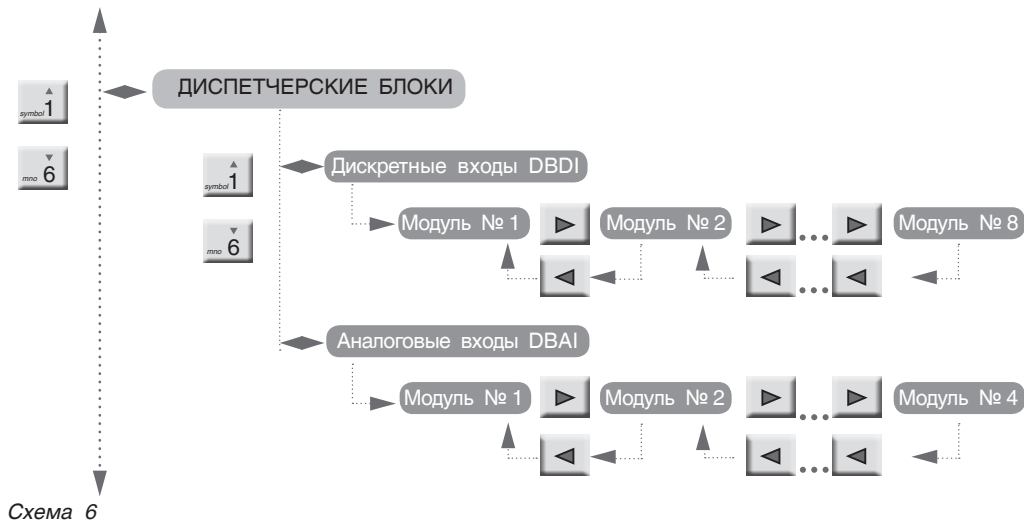 ДИСПЕТЧЕРСКИЕ БЛОКИ
symbol 1
mno 6
Дискретные входы DBDI
symbol 1
mno 6
Модуль № 1 Модуль № 2 ... Модуль № 8
...
Аналоговые входы DBAI
Модуль № 1 Модуль № 2 ... Модуль № 4
...
Схема 6